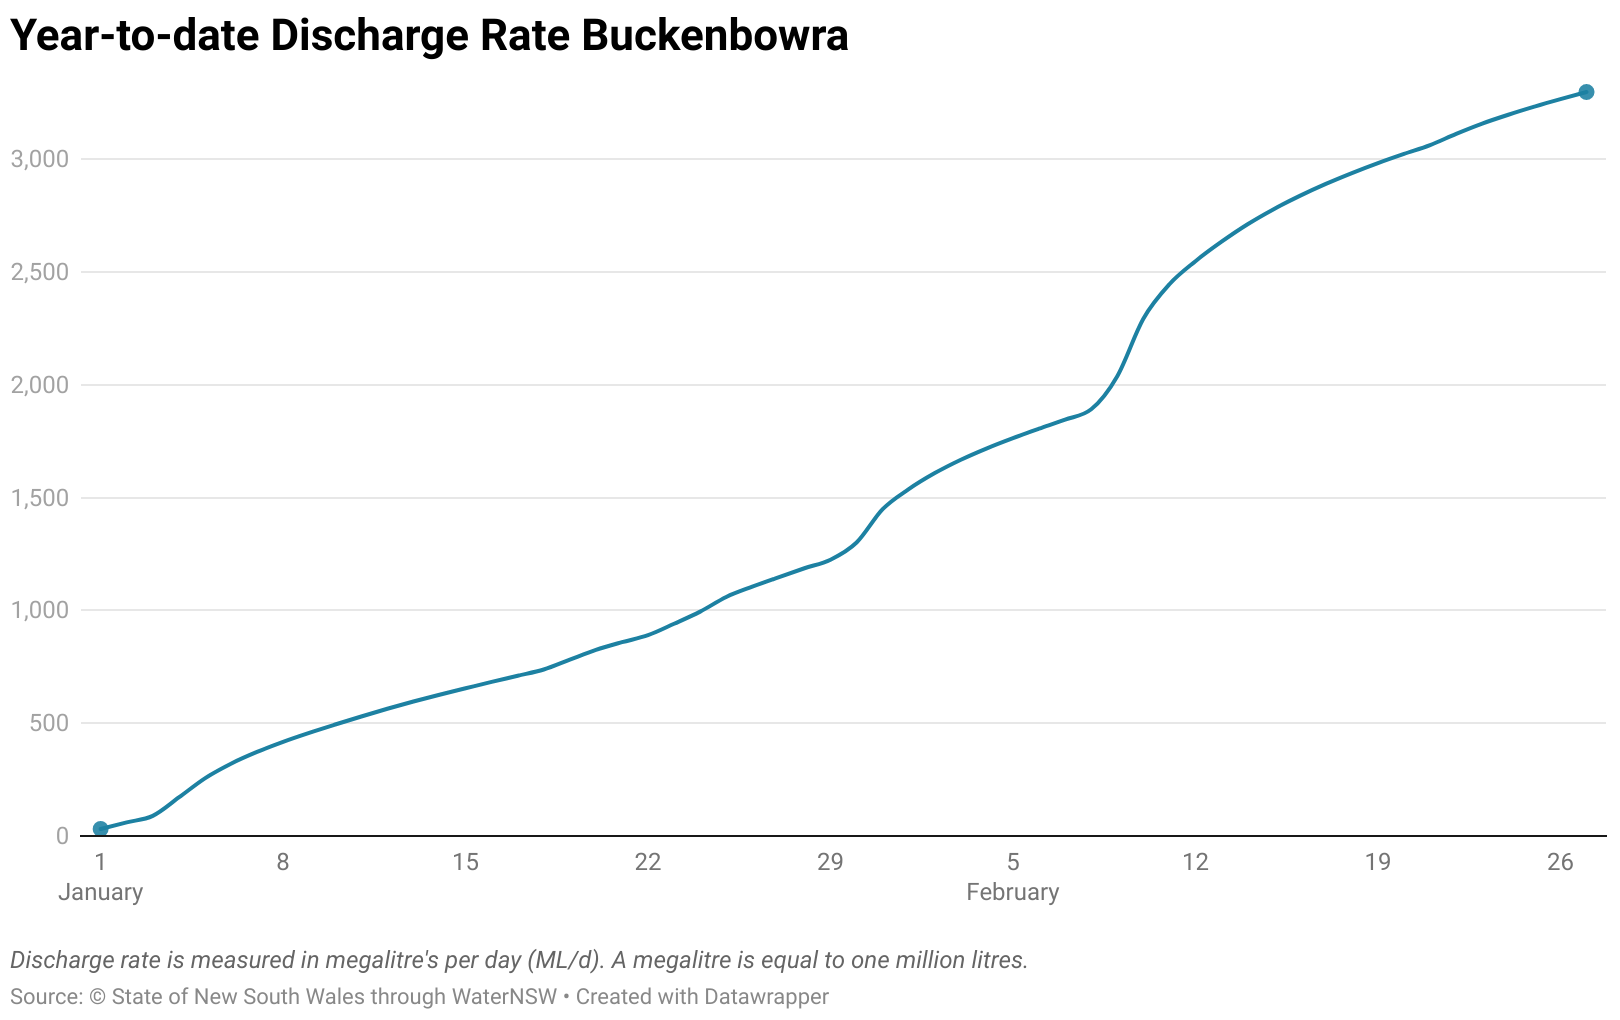 Year-to-date Discharge Rate Buckenbowra
3,000
2,500
2,000
1,500
1,000
500
0
1 8 15 22 29 5 12 19 26
January February
Discharge rate is measured in megalitre's per day (ML/d). A megalitre is equal to one million litres.
Source: © State of New South Wales through WaterNSW • Created with Datawrapper